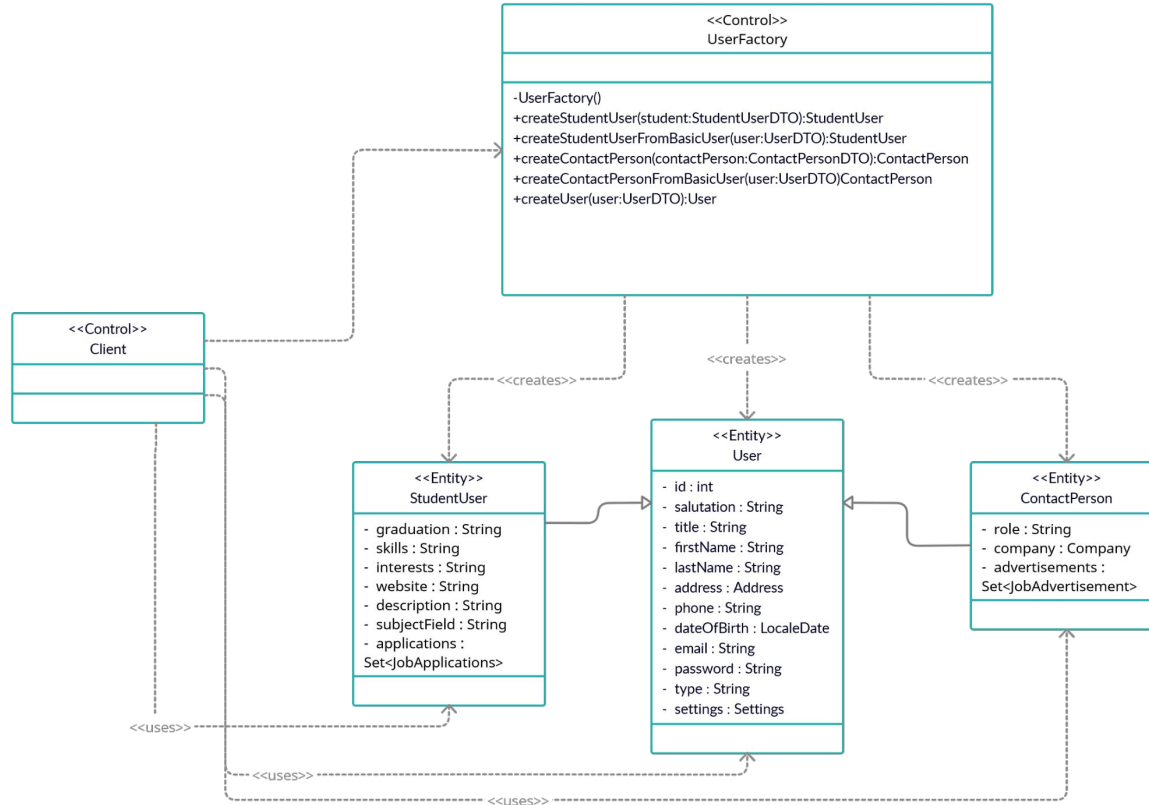 <<Control>>
UserFactory
-UserFactory()
+createStudentUser(student:StudentUserDTO):StudentUser
+createStudentUserFromBasicUser(user:UserDTO):StudentUser
+createContactPerson(contactPerson:ContactPersonDTO):ContactPerson
+createContactPersonFromBasicUser(user:UserDTO)ContactPerson
+createUser(user:UserDTO):User
<<Control>>
Client
<<creates>>
<<creates>>
<<creates>>
<<Entity>>
StudentUser
- graduation : String
- skills : String
- interests : String
- website : String
- description : String
- subjectField : String
- applications :
Set<JobApplications>
<<Entity>>
User
- id : int
- salutation : String
- title : String
- firstName : String
- lastName : String
- address : Address
- phone : String
- dateOfBirth : LocaleDate
- email : String
- password : String
- type : String
- settings : Settings
<<Entity>>
ContactPerson
- role : String
- company : Company
- advertisements :
Set<JobAdvertisement>
<<uses>>
<<uses>>
<<uses>>